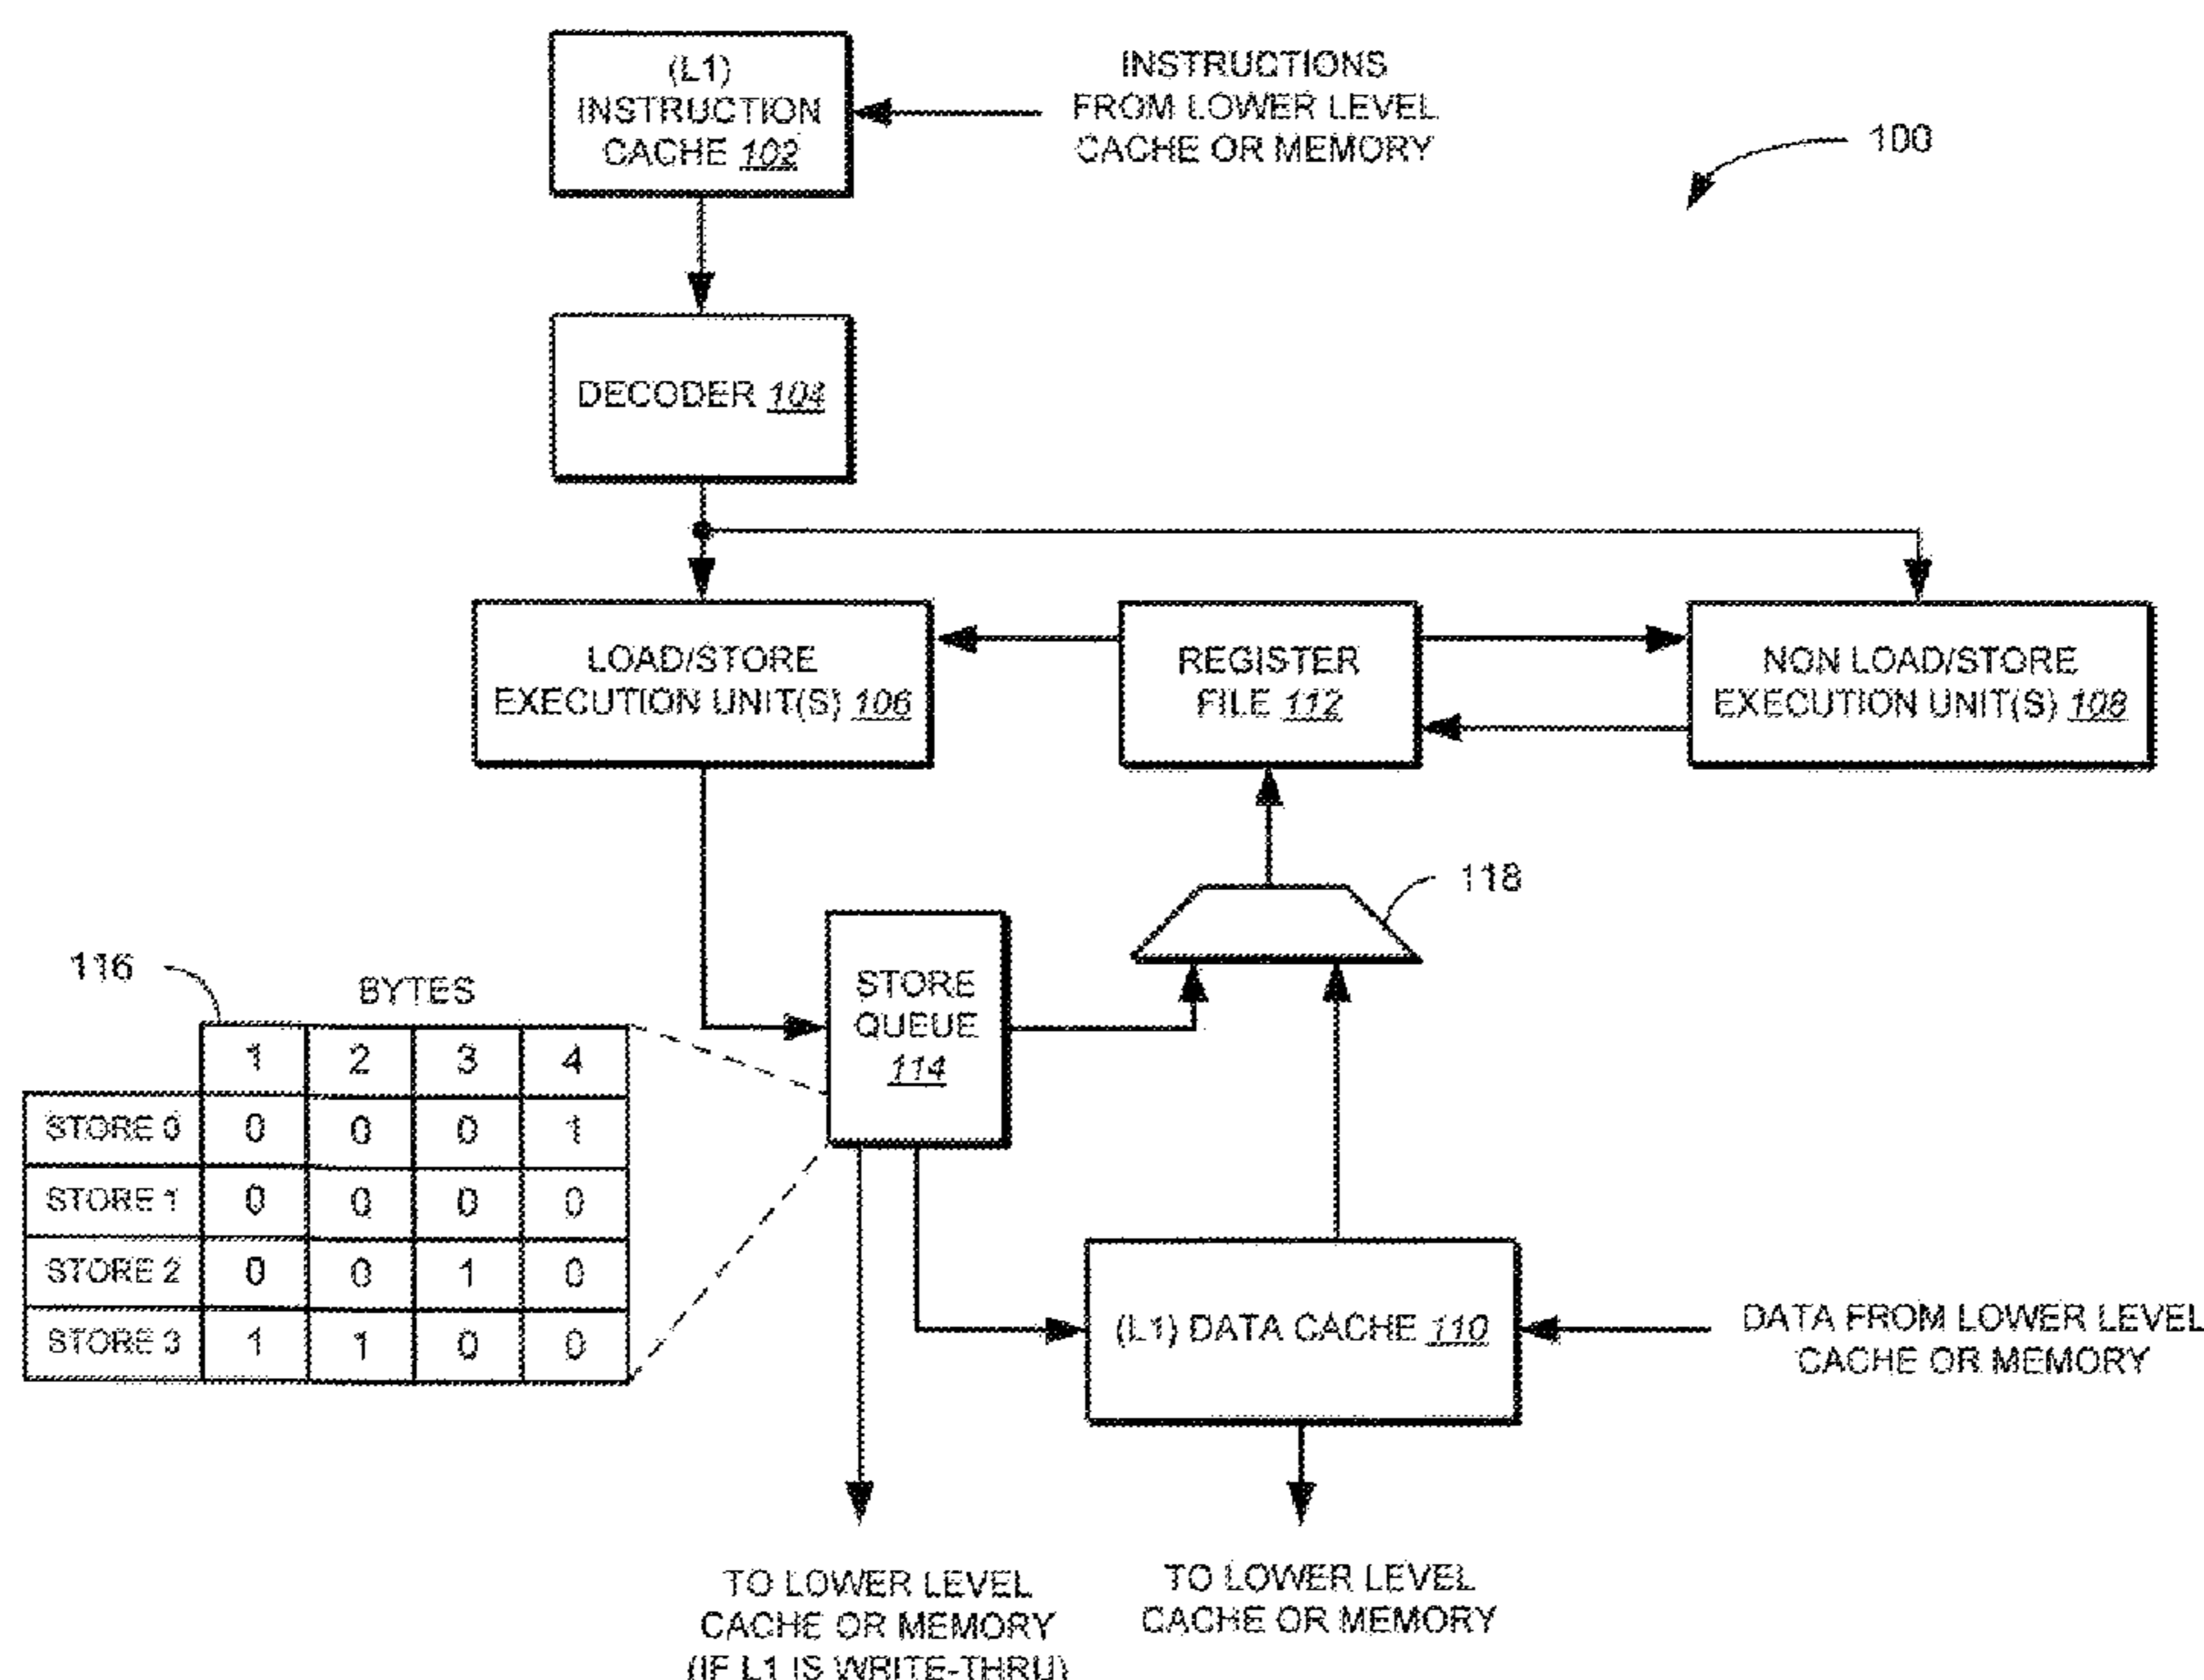 (L1)
INSTRUCTION
CACHE 102
INSTRUCTIONS
FROM LOWER LEVEL
CACHE OR MEMORY
100
DECODER 104
LOAD/STORE
EXECUTION UNIT(S) 106
REGISTER
FILE 112
NON LOAD/STORE
EXECUTION UNIT(S) 108
118
116
BYTES
STORE
QUEUE
114
1 2 3 4
STORE 0 0 0 0 1
STORE 1 0 0 0 0
STORE 2 0 0 1 0
STORE 3 1 1 0 0
(L1) DATA CACHE 110
DATA FROM LOWER LEVEL
CACHE OR MEMORY
TO LOWER LEVEL
CACHE OR MEMORY
(IF L1 IS WRITE-THRU)
TO LOWER LEVEL
CACHE OR MEMORY